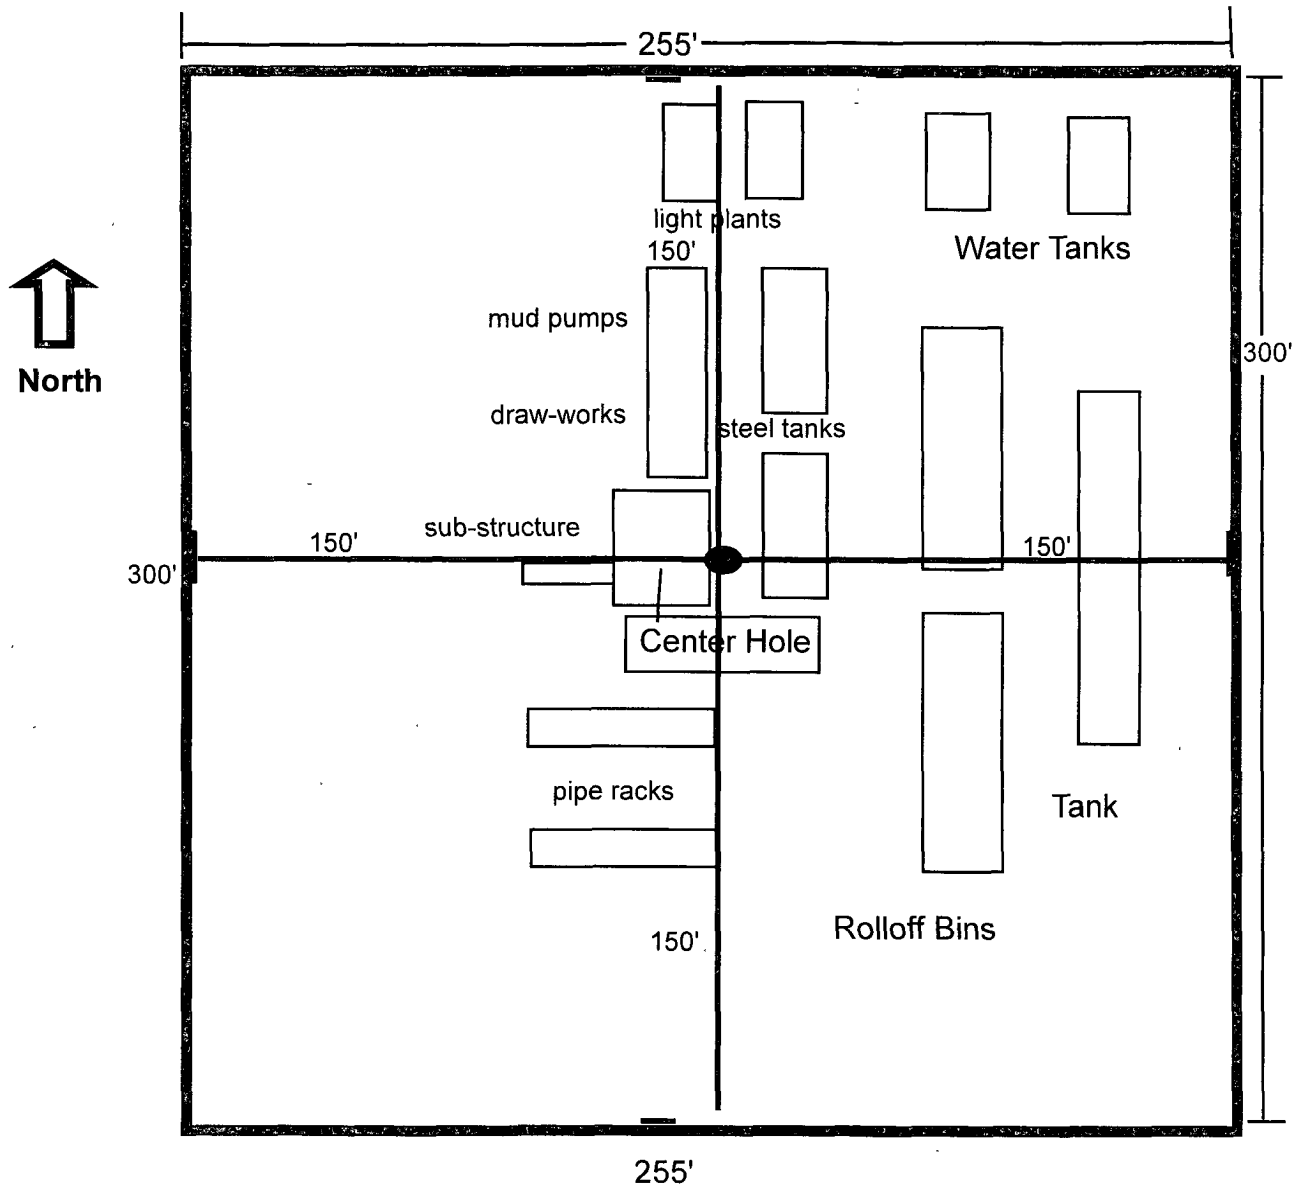 255'
light plants
150'
Water Tanks
mud pumps
300'
North
draw-works
steel tanks
sub-structure
150'
150'
300'
Center Hole
pipe racks
Tank
Rolloff Bins
150'
255'